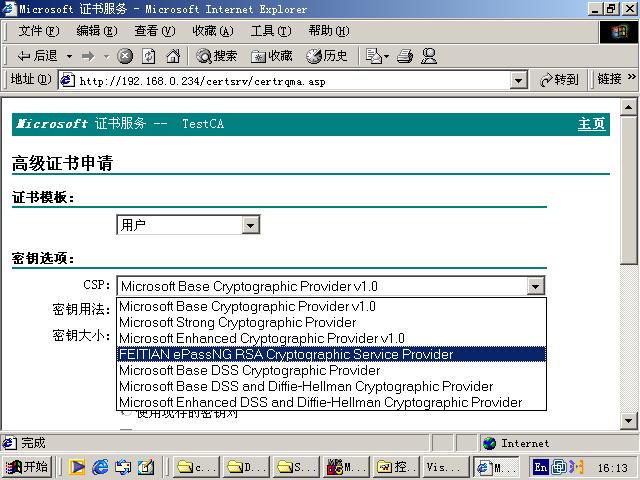 Microsoft 证书服务 - Microsoft Internet Explorer
文件(F) 编辑(E) 查看(V) 收藏(A) 工具(T) 帮助(H)
后退 搜索 收藏 历史
地址(D) http://192.168.0.234/certsrv/certrqma.asp 转到 链接 »
Microsoft 证书服务 -- TestCA 主页
高级证书申请
证书模板：
用户
密钥选项：
CSP： Microsoft Base Cryptographic Provider v1.0
密钥用法： Microsoft Base Cryptographic Provider v1.0
Microsoft Strong Cryptographic Provider
密钥大小： Microsoft Enhanced Cryptographic Provider v1.0
FEITIAN ePassNG RSA Cryptographic Service Provider
Microsoft Base DSS Cryptographic Provider
Microsoft Base DSS and Diffie-Hellman Cryptographic Provider
Microsoft Enhanced DSS and Diffie-Hellman Cryptographic Provider
使用现存的密钥对
完成 Internet
开始 c... D... S... M... 控... Vis... M... En 16:13